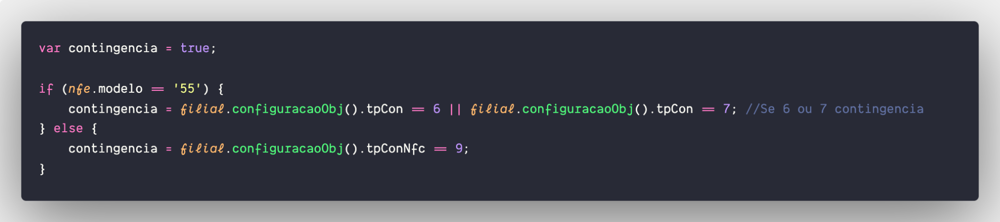 var contingencia = true;
if (nfe.modelo == '55') {
contingencia = filial.configuracaoObj().tpCon == 6 || filial.configuracaoObj().tpCon == 7; //Se 6 ou 7 contingencia
} else {
contingencia = filial.configuracaoObj().tpConNfc == 9;
}